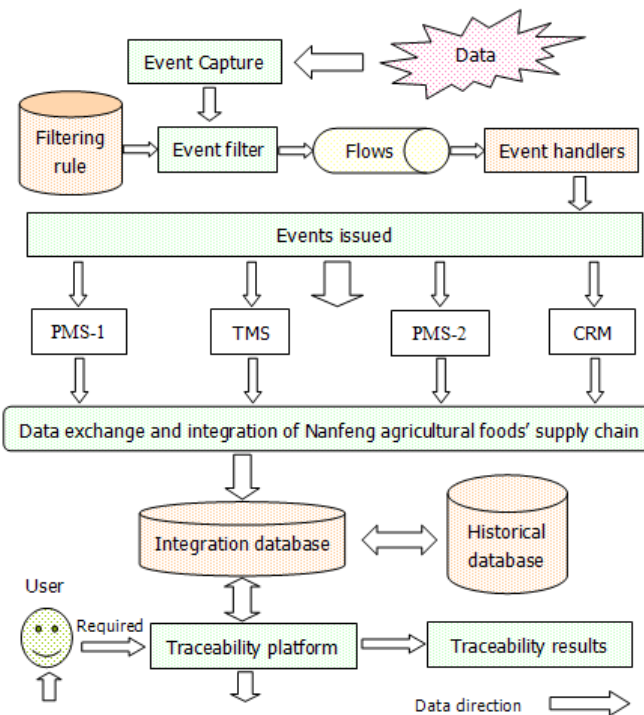 Data
Event Capture
Filtering
rule
Event filter
Flows
Event handlers
Events issued
PMS-1
TMS
PMS-2
CRM
Data exchange and integration of Nanfeng agricultural foods' supply chain
Integration database
Historical
database
User
Required
Traceability platform
Traceability results
Data direction